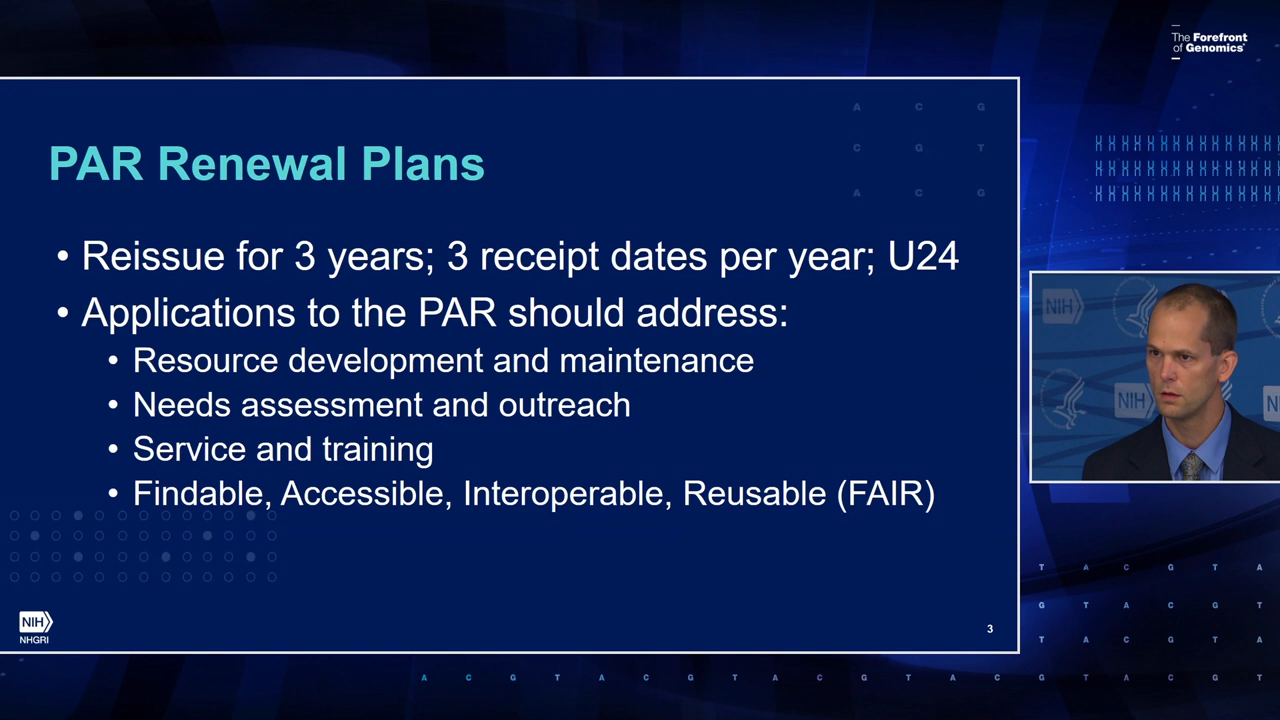 The Forefront
of Genomics®
A C G
C G T
A C G
PAR Renewal Plans
• Reissue for 3 years; 3 receipt dates per year; U24
• Applications to the PAR should address:
• Resource development and maintenance
• Needs assessment and outreach
• Service and training
• Findable, Accessible, Interoperable, Reusable (FAIR)
NIH
NIH
N
NIH
NHGRI
3
T A C G T A
G T A C G T
T A C G T A
A C G T A C G T A C G T A C G T A C G T